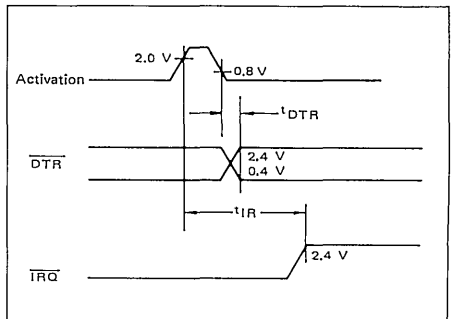 2.0 V
0.8 V
Activation
tDTR
DTR
2.4 V
0.4 V
tIR
2.4 V
IRQ